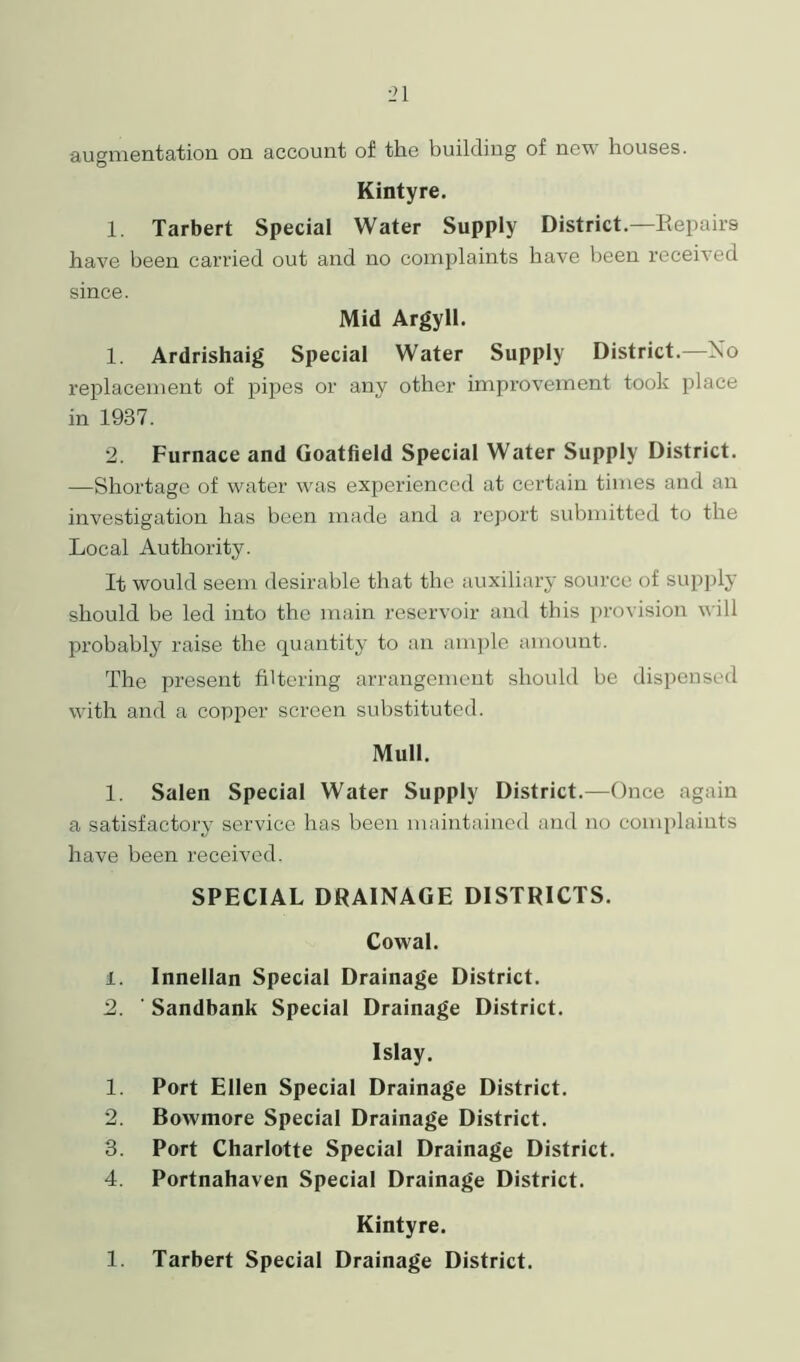 21
augmentation on account of the building of new houses.
Kintyre.
1. Tarbert Special Water Supply District.—Repairs
have been carried out and no complaints have been received
since.
Mid Argyll.
1. Ardrishaig Special Water Supply District.—No
replacement of pipes or any other improvement took place
in 1937.
2. Furnace and Goatfield Special Water Supply District.
—Shortage of water was experienced at certain times and an
investigation has been made and a report submitted to the
Local Authority.
It would seem desirable that the auxiliary source of supply
should be led into the main reservoir and this provision will
probably raise the quantity to an ample amount.
The present filtering arrangement should be dispensed
with and a copper screen substituted.
Mull.
1. Salen Special Water Supply District.—Once again
a satisfactory service has been maintained and no complaints
have been received.
SPECIAL DRAINAGE DISTRICTS.
Cowal.
1. Innellan Special Drainage District.
2. Sandbank Special Drainage District.
Islay.
1. Port Ellen Special Drainage District.
2. Bowmore Special Drainage District.
3. Port Charlotte Special Drainage District.
4. Portnahaven Special Drainage District.
Kintyre.
1. Tarbert Special Drainage District.